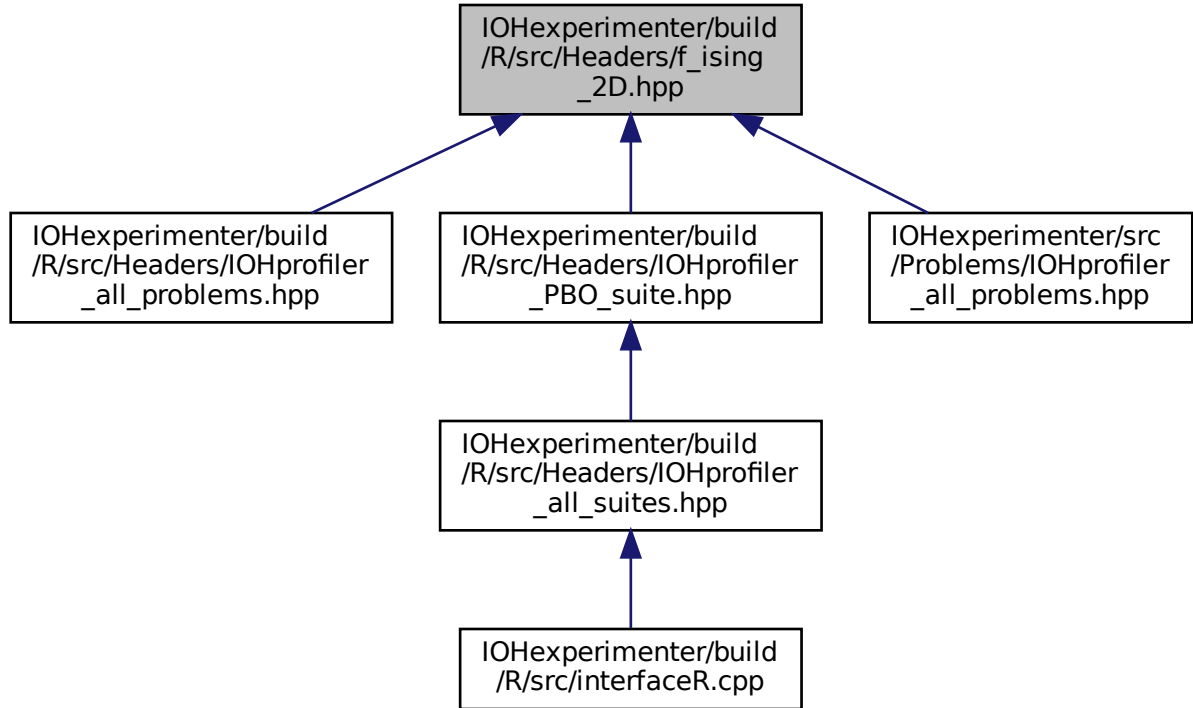 IOHexperimenter/build
/R/src/Headers/f_ising
_2D.hpp
IOHexperimenter/build
/R/src/Headers/IOHprofiler
_all_problems.hpp
IOHexperimenter/build
/R/src/Headers/IOHprofiler
_PBO_suite.hpp
IOHexperimenter/src
/Problems/IOHprofiler
_all_problems.hpp
IOHexperimenter/build
/R/src/Headers/IOHprofiler
_all_suites.hpp
IOHexperimenter/build
/R/src/interfaceR.cpp